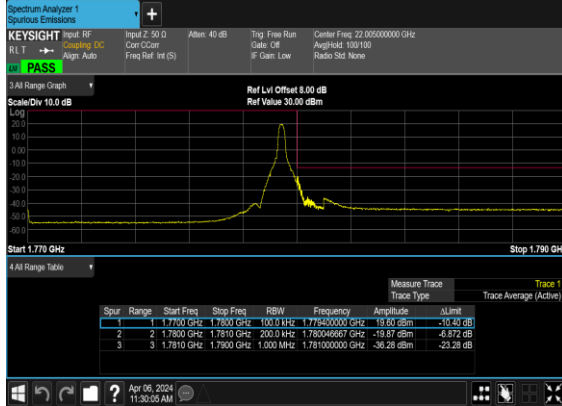 Spectrum Analyzer 1
Spurious Emissions
+
KEYSIGHT Input: RF Input Z: 50 Ω Atten: 40 dB Trig: Free Run Center Freq: 22.005000000 GHz
RLT Coupling: DC Corr CCorr Gate: Off Avg|Hold: 100/100
Align: Auto Freq Ref: Int (S) IF Gain: Low Radio Std: None
PASS
3 All Range Graph
Ref Lvl Offset 8.00 dB
Scale/Div 10.0 dB Ref Value 30.00 dBm
Log
20.0
10.0
0.00
-10.0
-20.0
-30.0
-40.0
-50.0
-60.0
Start 1.770 GHz Stop 1.790 GH
4 All Range Table
Measure Trace Trace 1
Trace Type Trace Average (Active)
Spur Range Start Freq Stop Freq RBW Frequency Amplitude ΔLimit
1 1 1.7700 GHz 1.7800 GHz 100.0 kHz 1.779400000 GHz 19.60 dBm -10.40 dB
2 2 1.7800 GHz 1.7810 GHz 200.0 kHz 1.780046667 GHz -19.87 dBm -6.872 dB
3 3 1.7810 GHz 1.7900 GHz 1.000 MHz 1.781000000 GHz -36.28 dBm -23.28 dB
? Apr 06, 2024
11:30:05 AM